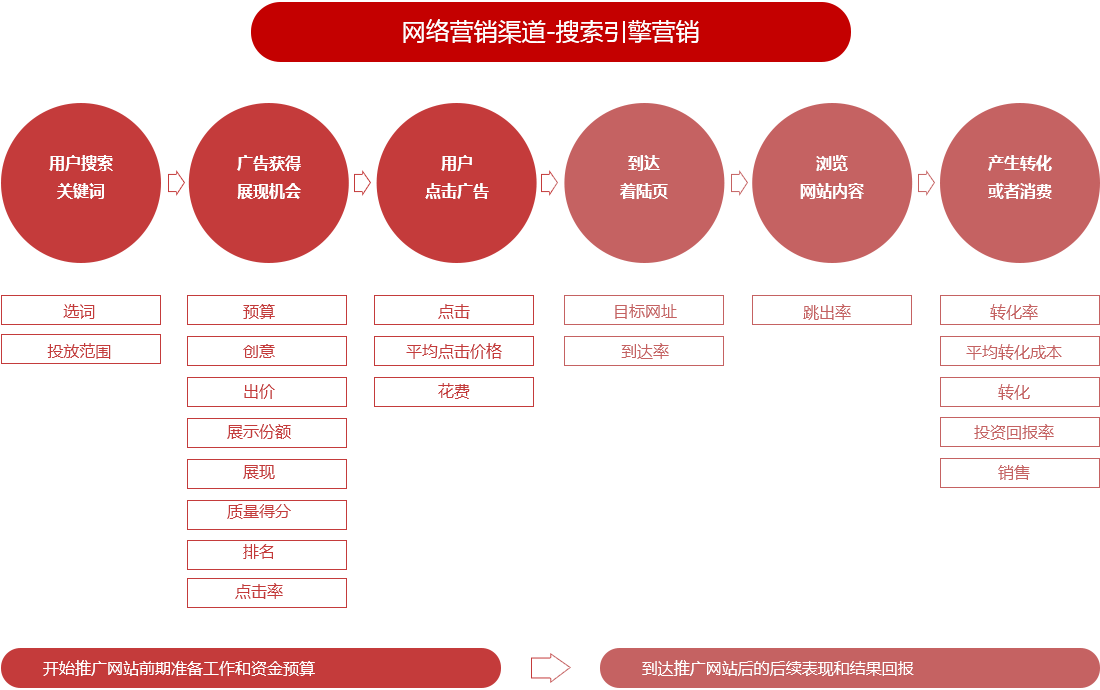 网络营销渠道-搜索引擎营销
用户搜索
关键词
广告获得
展现机会
用户
点击广告
到达
着陆页
浏览
网站内容
产生转化
或者消费
选词
投放范围
预算
创意
出价
展示份额
展现
质量得分
排名
点击率
点击
平均点击价格
花费
目标网址
到达率
跳出率
转化率
平均转化成本
转化
投资回报率
销售
开始推广网站前期准备工作和资金预算
到达推广网站后的后续表现和结果回报